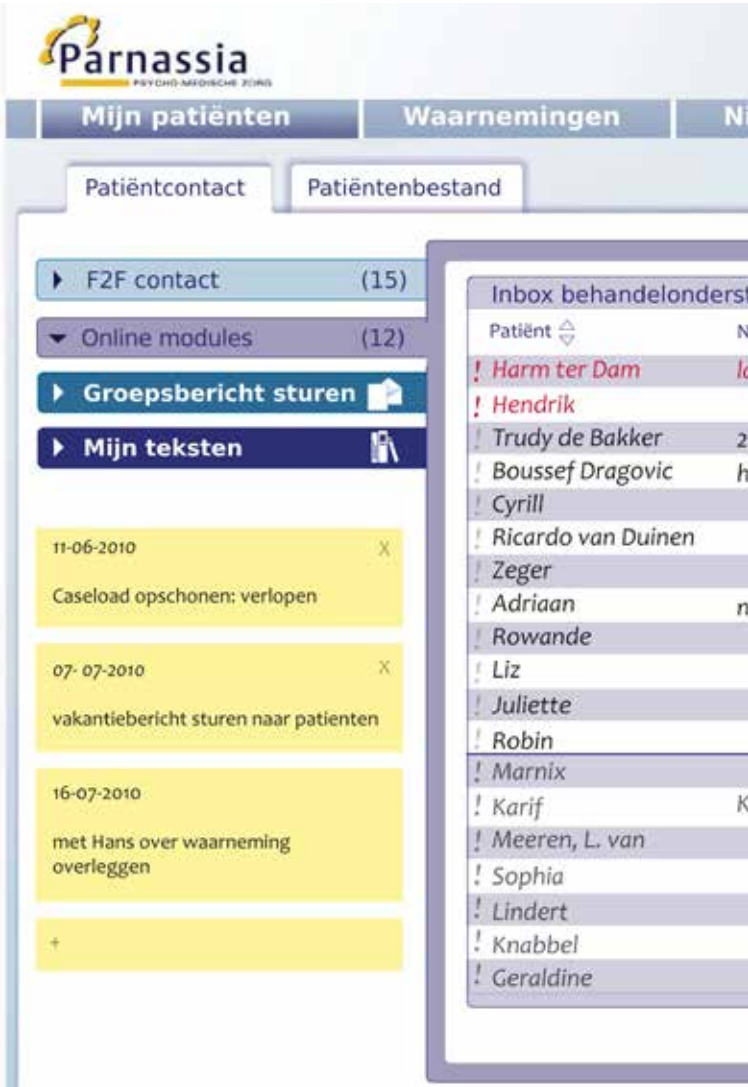 Parnassia
PSYCHO-MEDISCHE ZORG
Mijn patiënten
Waarnemingen
Patiëntcontact
Patiëntenbestand
F2F contact (15)
Online modules (12)
Groepsbericht sturen
Mijn teksten
11-06-2010 X
Caseload opschonen: verlopen
07- 07-2010 X
vakantiebericht sturen naar patienten
16-07-2010
met Hans over waarneming
overleggen
+
Inbox behandelonders
Patiënt N
! Harm ter Dam
! Hendrik
! Trudy de Bakker 2
! Boussef Dragovic h
! Cyrill
! Ricardo van Duinen
! Zeger
! Adriaan n
! Rowande
! Liz
! Juliette
! Robin
! Marnix
! Karif K
! Meeren, L. van
! Sophia
! Lindert
! Knabbel
! Geraldine